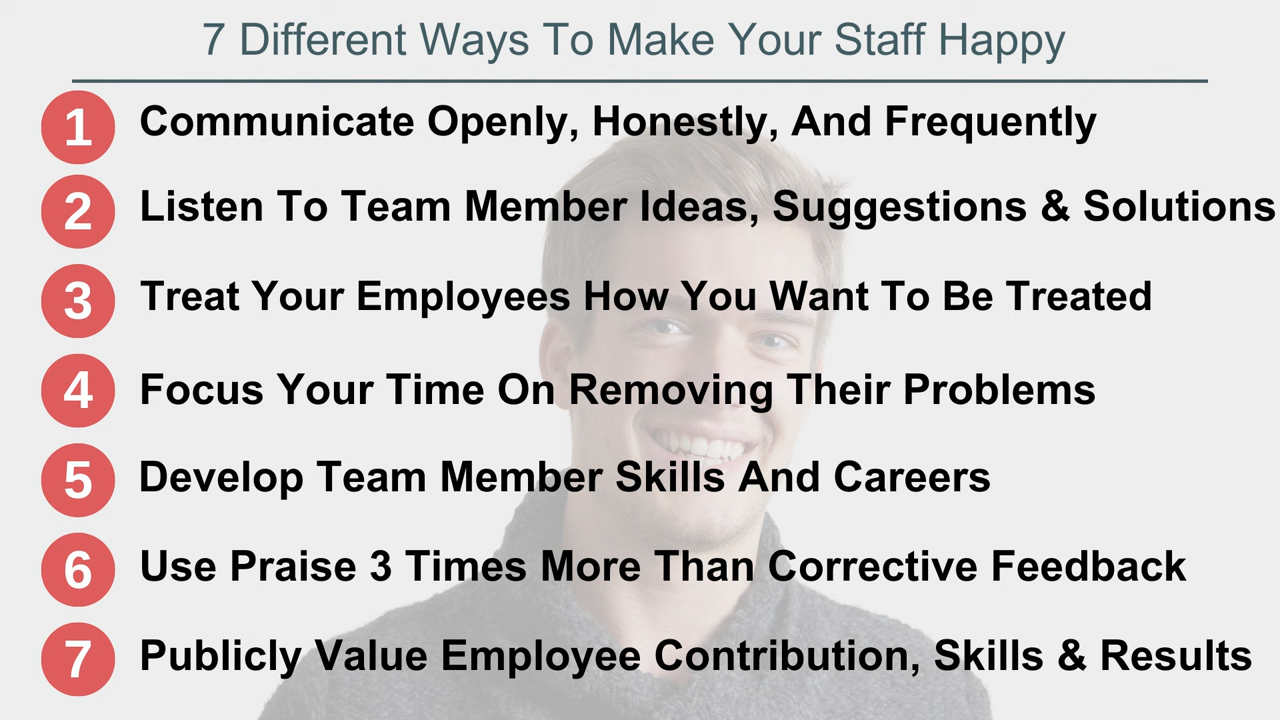 7 Different Ways To Make Your Staff Happy
1 Communicate Openly, Honestly, And Frequently
2 Listen To Team Member Ideas, Suggestions & Solutions
3 Treat Your Employees How You Want To Be Treated
4 Focus Your Time On Removing Their Problems
5 Develop Team Member Skills And Careers
6 Use Praise 3 Times More Than Corrective Feedback
7 Publicly Value Employee Contribution, Skills & Results